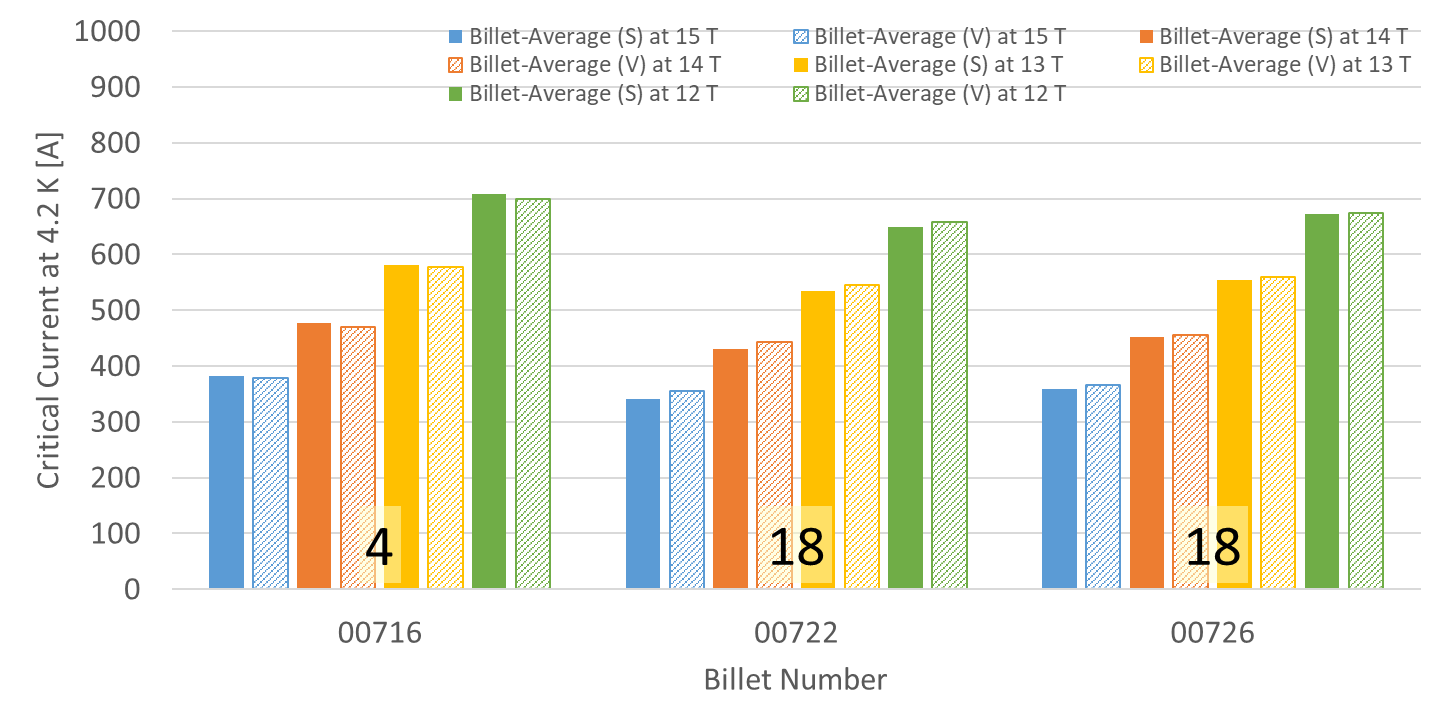 1000
900
800
700
600
500
400
300
200
100
0
Critical Current at 4.2 K [A]
Billet-Average (S) at 15 T Billet-Average (V) at 15 T Billet-Average (S) at 14 T
Billet-Average (V) at 14 T Billet-Average (S) at 13 T Billet-Average (V) at 13 T
Billet-Average (S) at 12 T Billet-Average (V) at 12 T
4 18 18
00716 00722 00726
Billet Number